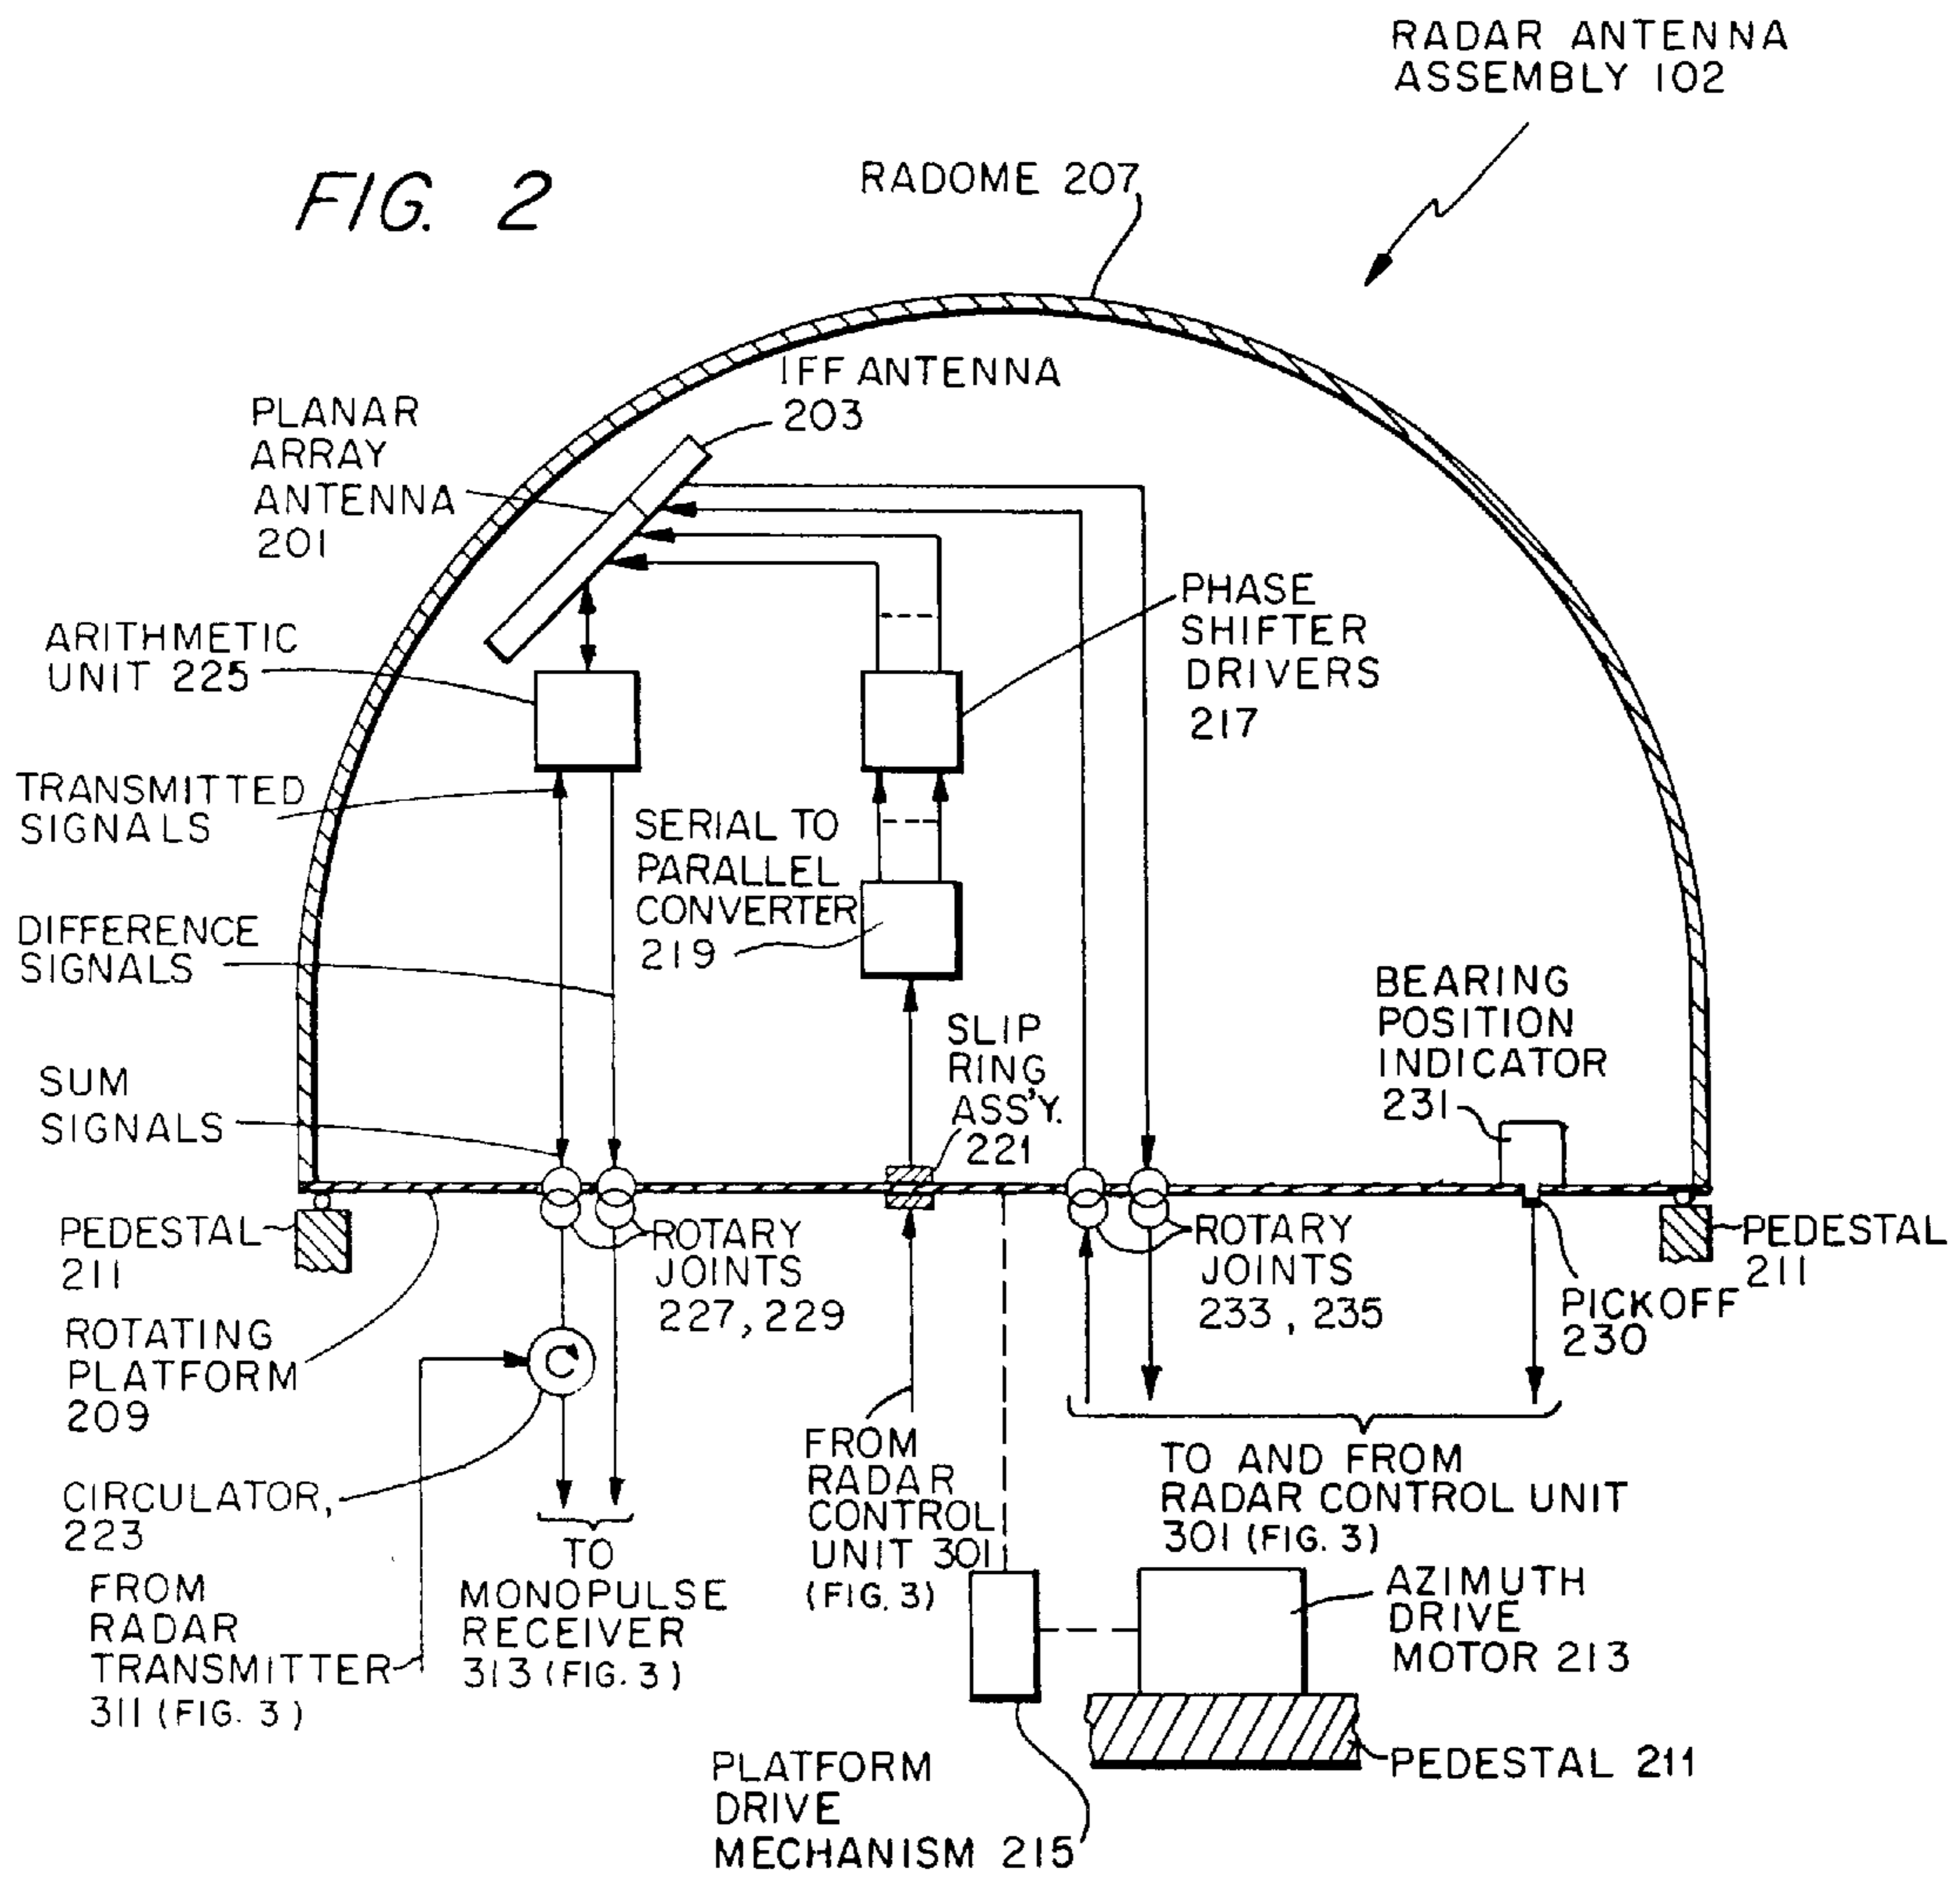 RADAR ANTENNA
ASSEMBLY 102
FIG. 2
RADOME 207
IFF ANTENNA
203
PLANAR
ARRAY
ANTENNA
201
PHASE
SHIFTER
DRIVERS
217
ARITHMETIC
UNIT 225
TRANSMITTED
SIGNALS
SERIAL TO
PARALLEL
CONVERTER
219
DIFFERENCE
SIGNALS
BEARING
POSITION
INDICATOR
231
SLIP
RING
ASS'Y.
221
SUM
SIGNALS
PEDESTAL
211
ROTARY
JOINTS
227, 229
ROTARY
JOINTS
233, 235
PEDESTAL
211
PICKOFF
230
ROTATING
PLATFORM
209
C
CIRCULATOR,
223
FROM
RADAR
TRANSMITTER
311 (FIG. 3)
TO
MONOPULSE
RECEIVER
313 (FIG. 3)
FROM
RADAR
CONTROL
UNIT 301
(FIG. 3)
TO AND FROM
RADAR CONTROL UNIT
301 (FIG. 3)
AZIMUTH
DRIVE
MOTOR 213
PEDESTAL 211
PLATFORM
DRIVE
MECHANISM 215